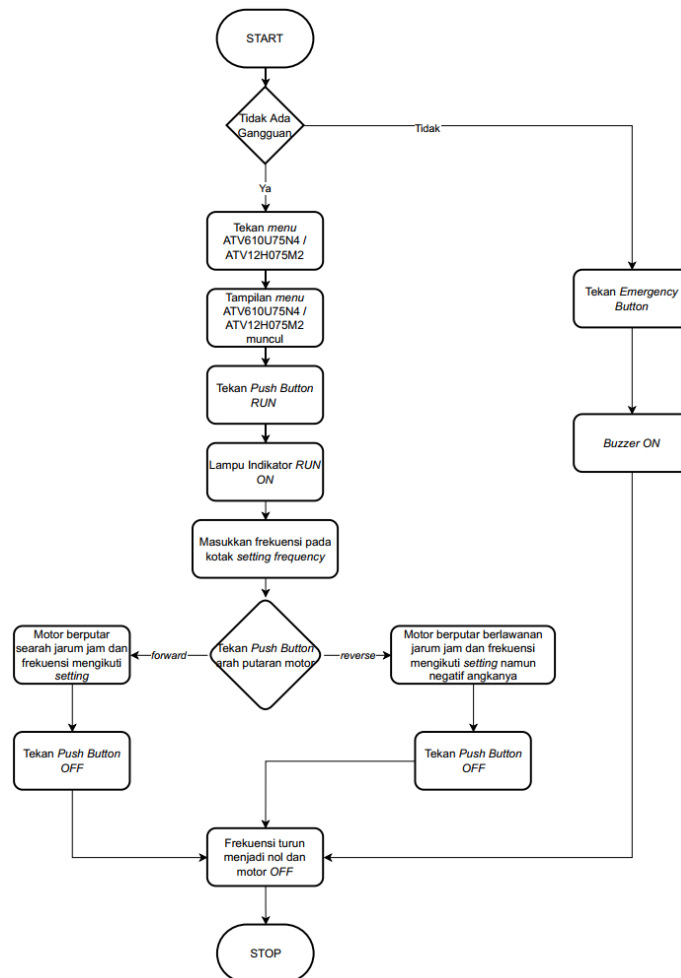 START
Tidak Ada
Gangguan
Tidak
Ya
Tekan menu
ATV610U75N4 /
ATV12H075M2
Tampilan menu
ATV610U75N4 /
ATV12H075M2
muncul
Tekan Emergency
Button
Tekan Push Button
RUN
Lampu Indikator RUN
ON
Buzzer ON
Masukkan frekuensi pada
kotak setting frequency
Motor berputar
searah jarum jam dan
frekuensi mengikuti
setting
forward
Tekan Push Button
arah putaran motor
reverse
Motor berputar berlawanan
jarum jam dan frekuensi
mengikuti setting namun
negatif angkanya
Tekan Push Button
OFF
Tekan Push Button
OFF
Frekuensi turun
menjadi nol dan
motor OFF
STOP